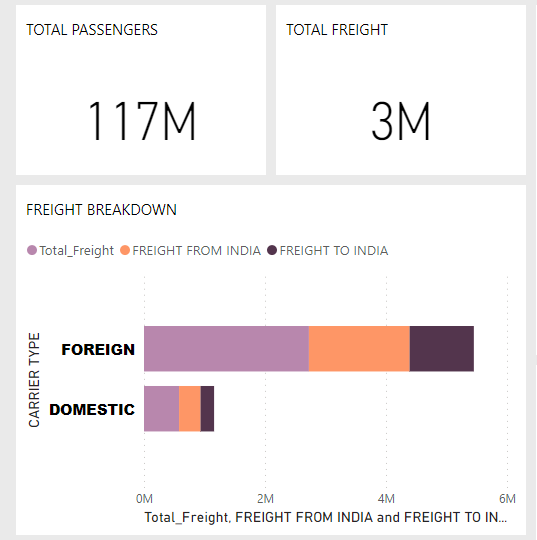 TOTAL PASSENGERS
117M
TOTAL FREIGHT
3M
FREIGHT BREAKDOWN
Total_Freight FREIGHT FROM INDIA FREIGHT TO INDIA
CARRIER TYPE
FOREIGN
DOMESTIC
0M 2M 4M 6M
Total_Freight, FREIGHT FROM INDIA and FREIGHT TO IN...